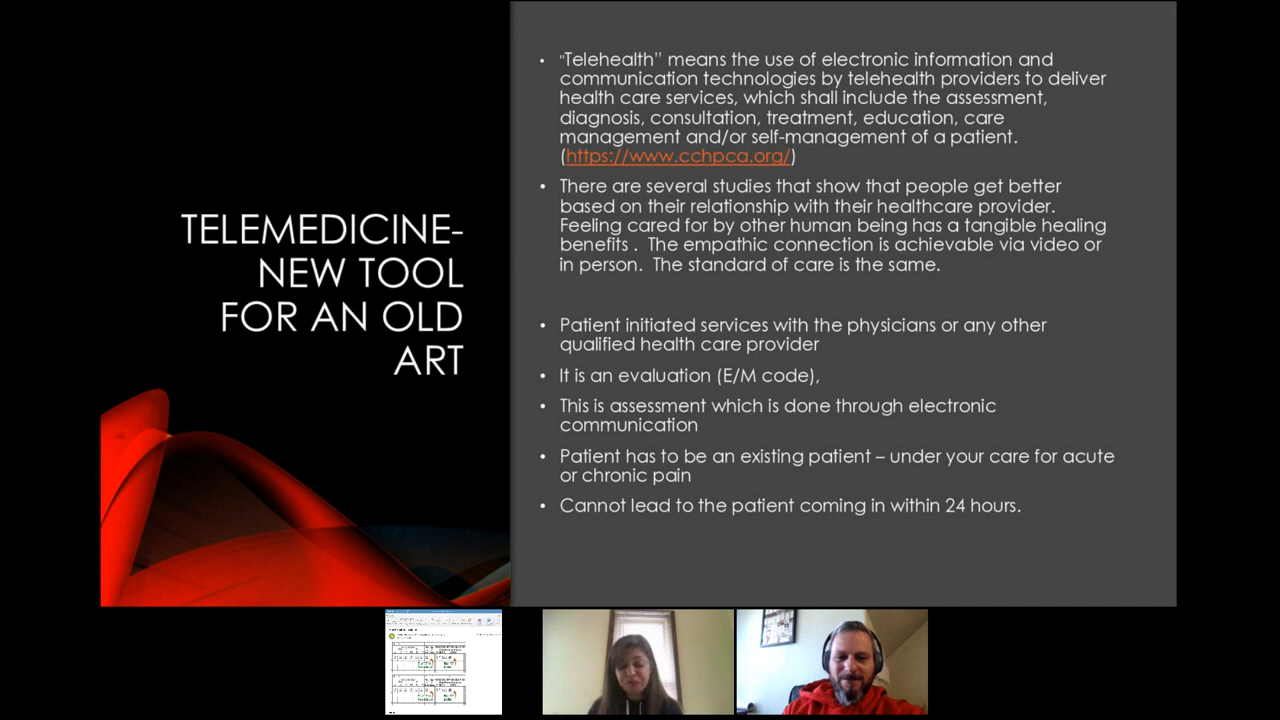 TELEMEDICINE-
NEW TOOL
FOR AN OLD
ART
• "Telehealth” means the use of electronic information and
communication technologies by telehealth providers to deliver
health care services, which shall include the assessment,
diagnosis, consultation, treatment, education, care
management and/or self-management of a patient.
(https://www.cchpca.org/)
• There are several studies that show that people get better
based on their relationship with their healthcare provider.
Feeling cared for by other human being has a tangible healing
benefits . The empathic connection is achievable via video or
in person. The standard of care is the same.
• Patient initiated services with the physicians or any other
qualified health care provider
• It is an evaluation (E/M code),
• This is assessment which is done through electronic
communication
• Patient has to be an existing patient – under your care for acute
or chronic pain
• Cannot lead to the patient coming in within 24 hours.